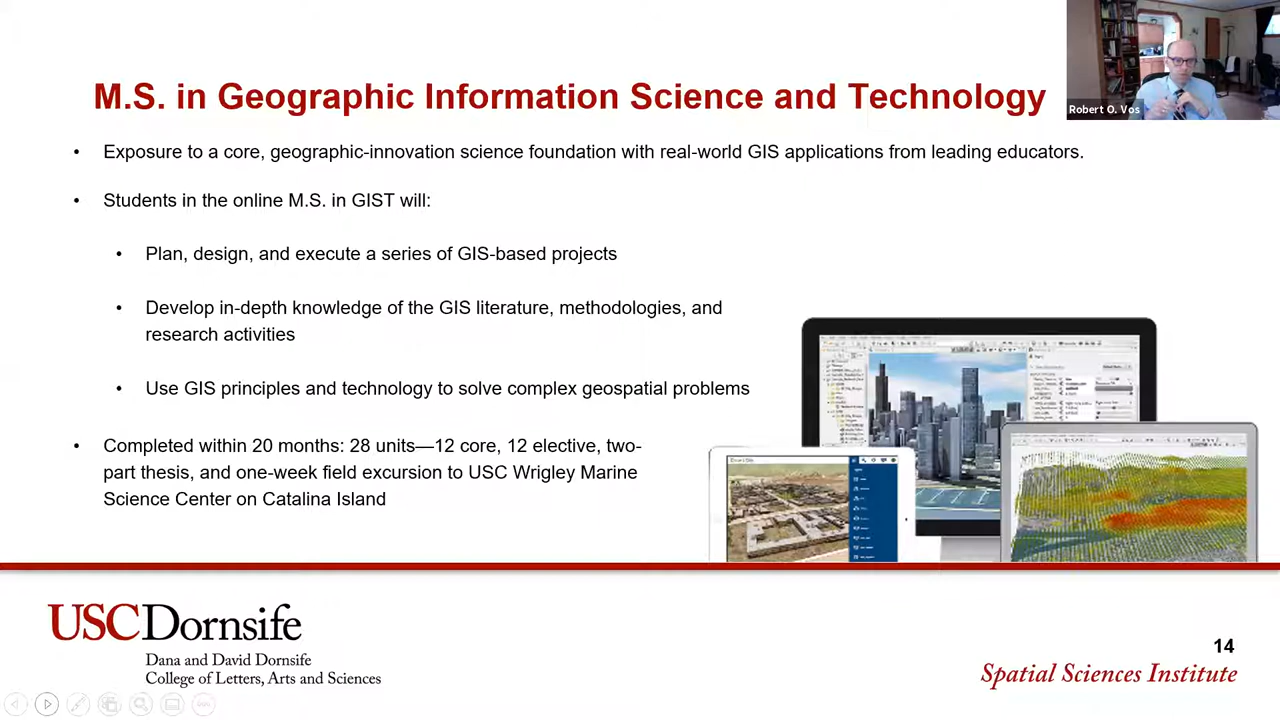 M.S. in Geographic Information Science and Technology
Robert O. Vos
• Exposure to a core, geographic-innovation science foundation with real-world GIS applications from leading educators.
• Students in the online M.S. in GIST will:
• Plan, design, and execute a series of GIS-based projects
• Develop in-depth knowledge of the GIS literature, methodologies, and
research activities
• Use GIS principles and technology to solve complex geospatial problems
• Completed within 20 months: 28 units—12 core, 12 elective, two-
part thesis, and one-week field excursion to USC Wrigley Marine
Science Center on Catalina Island
USC Dornsife
Dana and David Dornsife
College of Letters, Arts and Sciences
14
Spatial Sciences Institute